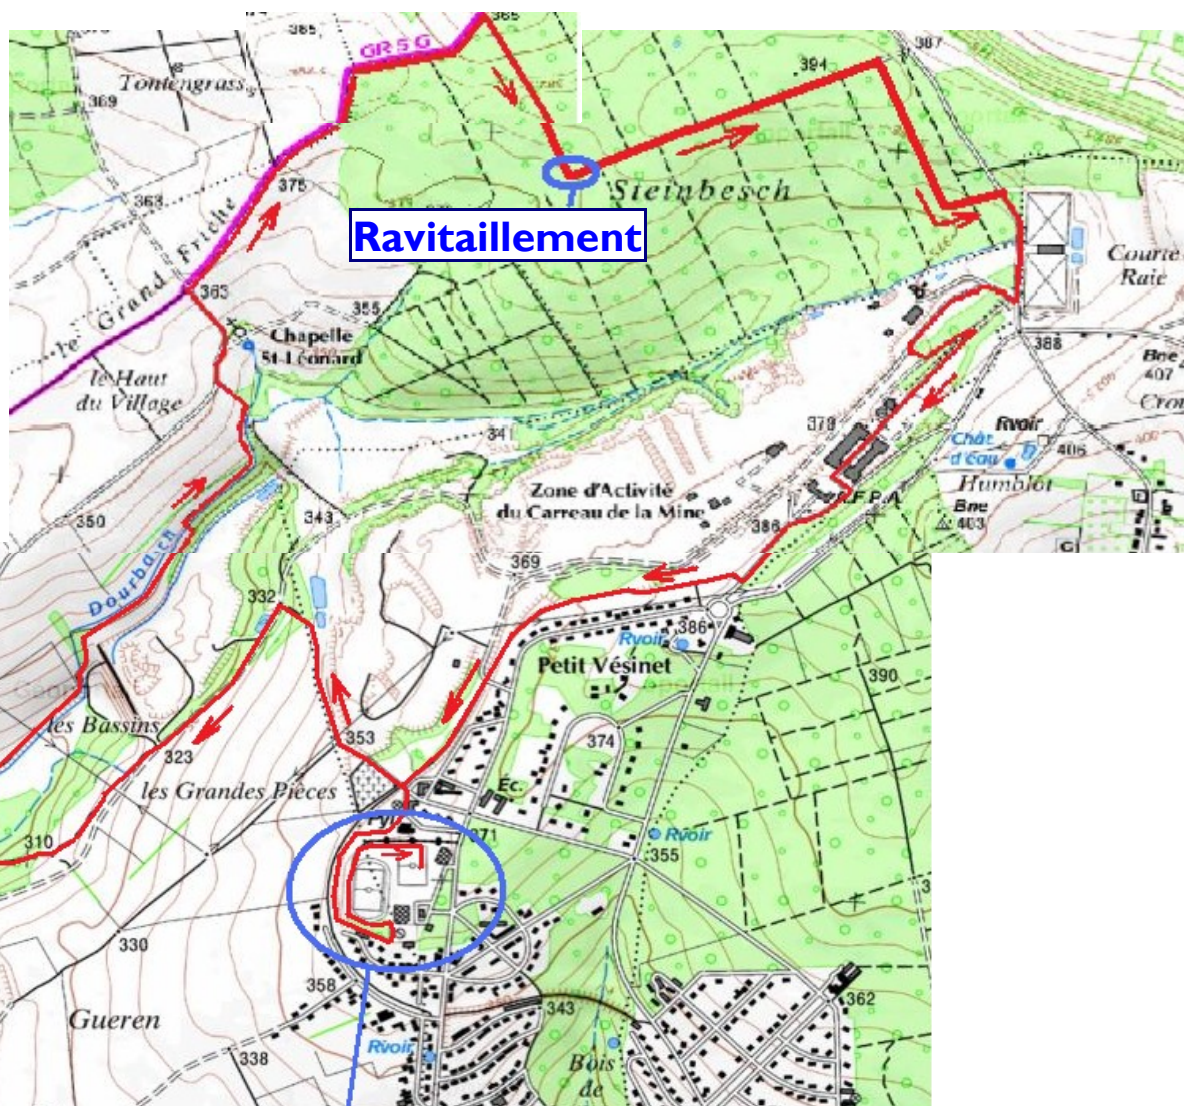 365
GR 5 G
365
387
Tontengrass
394
369
Steinbesch
375
363
Ravitaillement
le Grand Friche
Courte
Raie
363
355
Chapelle
St-Léonard
388
le Haut
du Village
Bne
407
Rvoir
378
341
Chât.
d'eau
406
Humblot
Zone d'Activité
du Carreau de la Mine
A.F.P.A.
Bne
403
350
343
386
Dourbach
369
332
Rvoir
386
Petit Vésinet
390
les Bassins
353
374
323
les Grandes Pièces
Ec.
371
Rvoir
310
355
330
358
362
343
Gueren
Rvoir
338
Bois
de